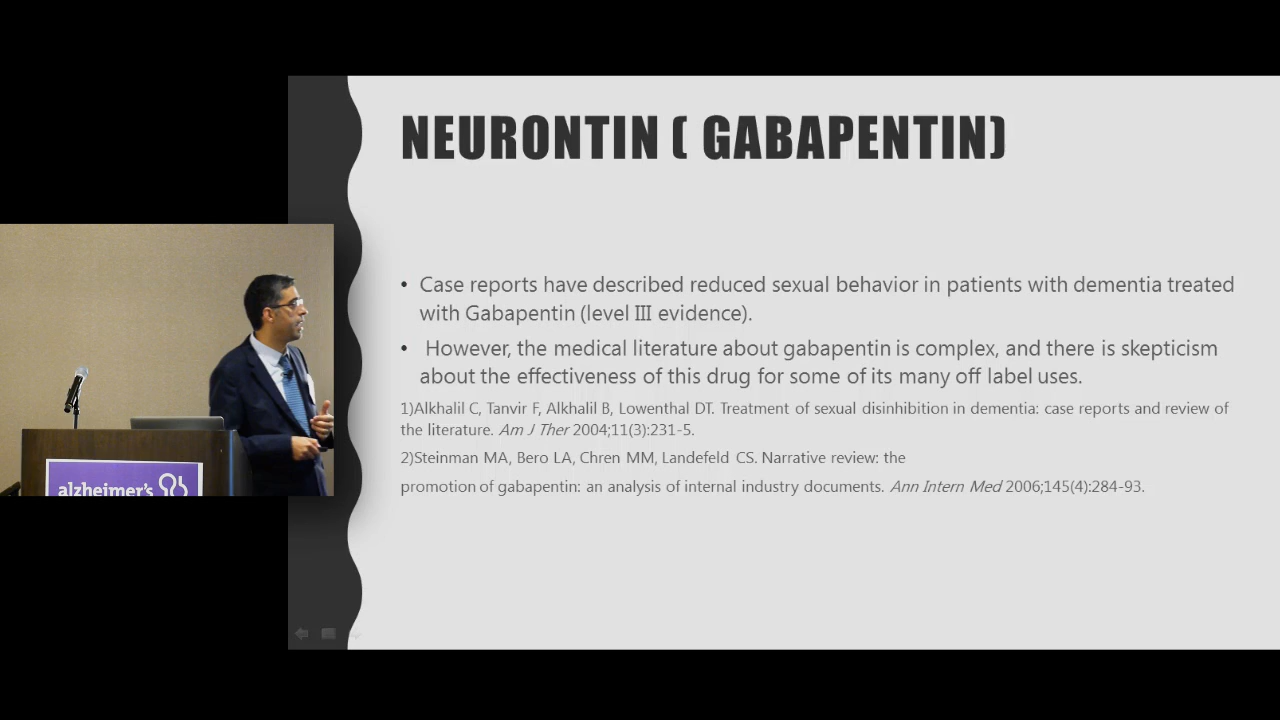 NEURONTIN ( GABAPENTIN)
• Case reports have described reduced sexual behavior in patients with dementia treated
with Gabapentin (level III evidence).
• However, the medical literature about gabapentin is complex, and there is skepticism
about the effectiveness of this drug for some of its many off label uses.
1)Alkhalil C, Tanvir F, Alkhalil B, Lowenthal DT. Treatment of sexual disinhibition in dementia: case reports and review of
the literature. Am J Ther 2004;11(3):231-5.
2)Steinman MA, Bero LA, Chren MM, Landefeld CS. Narrative review: the
promotion of gabapentin: an analysis of internal industry documents. Ann Intern Med 2006;145(4):284-93.
alzheimer's